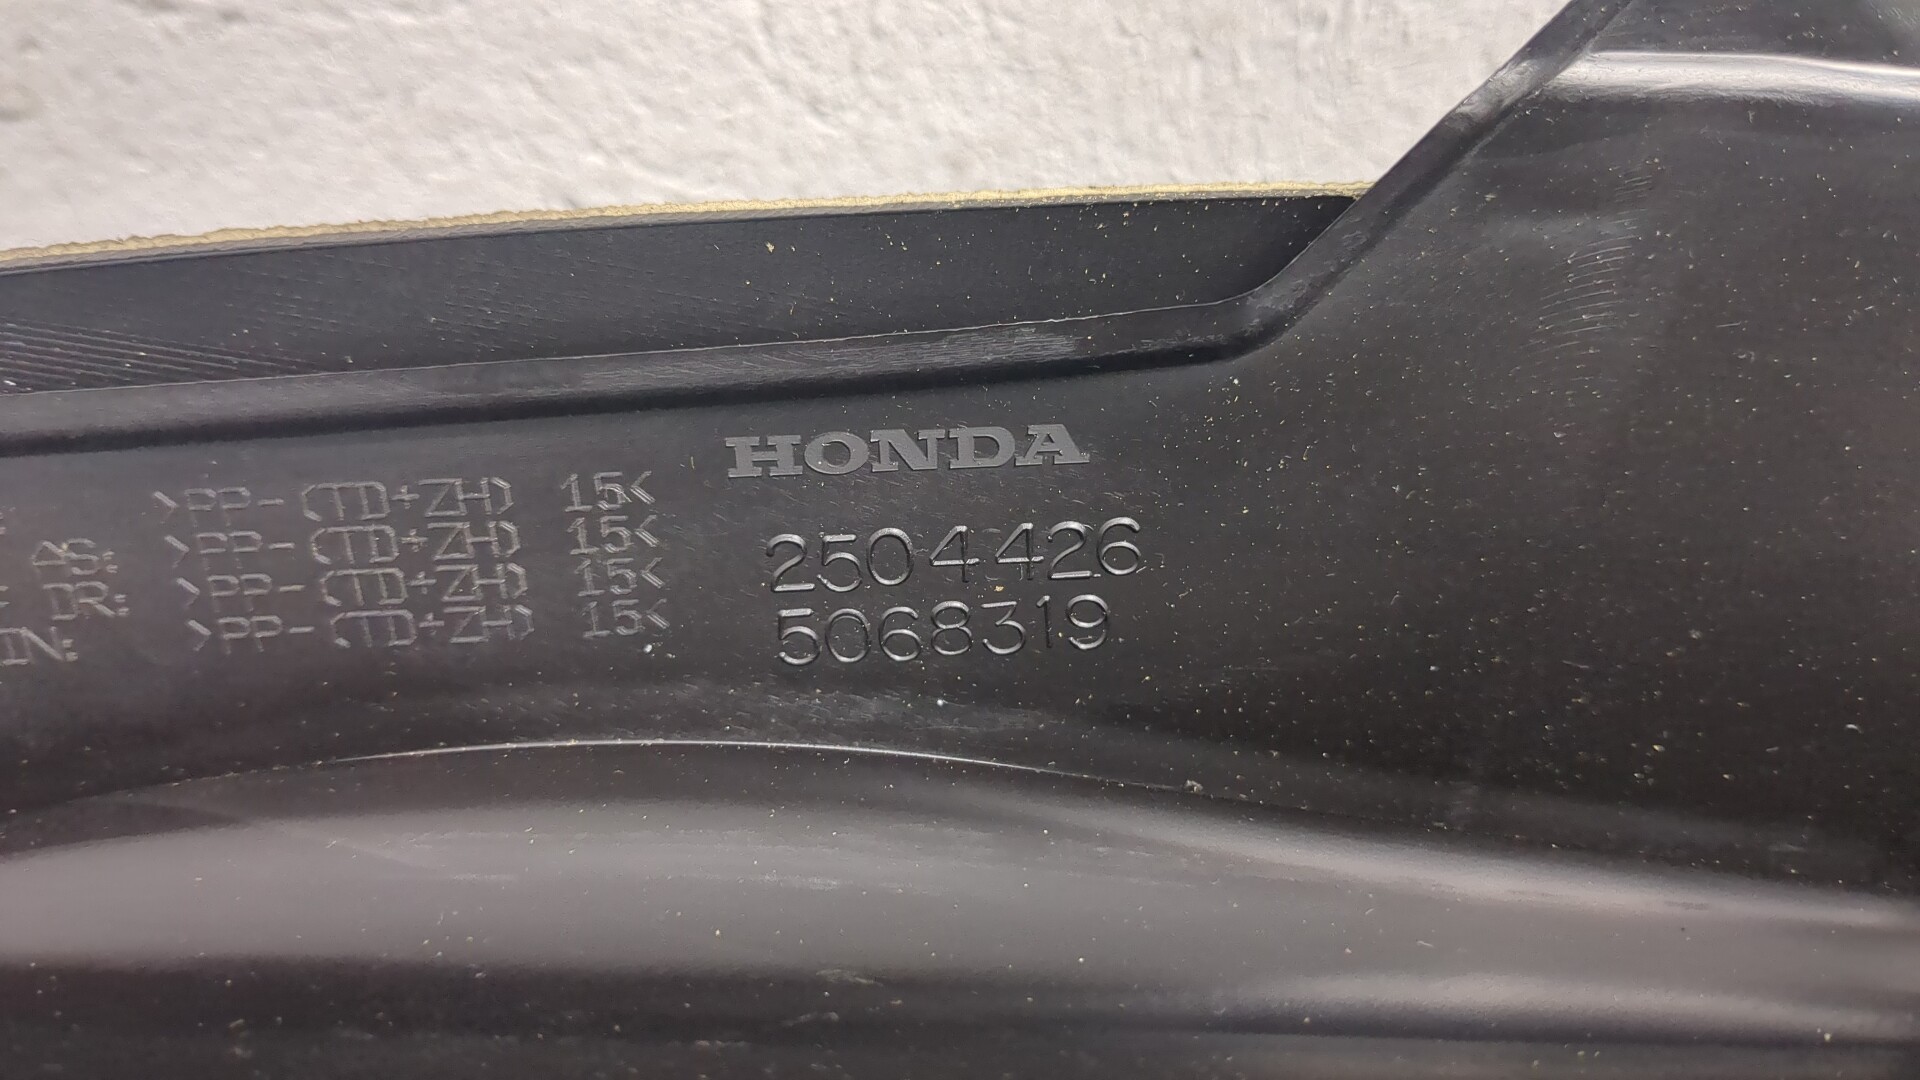 HONDA
>PP-(TD+ZH) 15<
AS: >PP-(TD+ZH) 15<
DR: >PP-(TD+ZH) 15<
IN: >PP-(TD+ZH) 15<
2504426
5068319